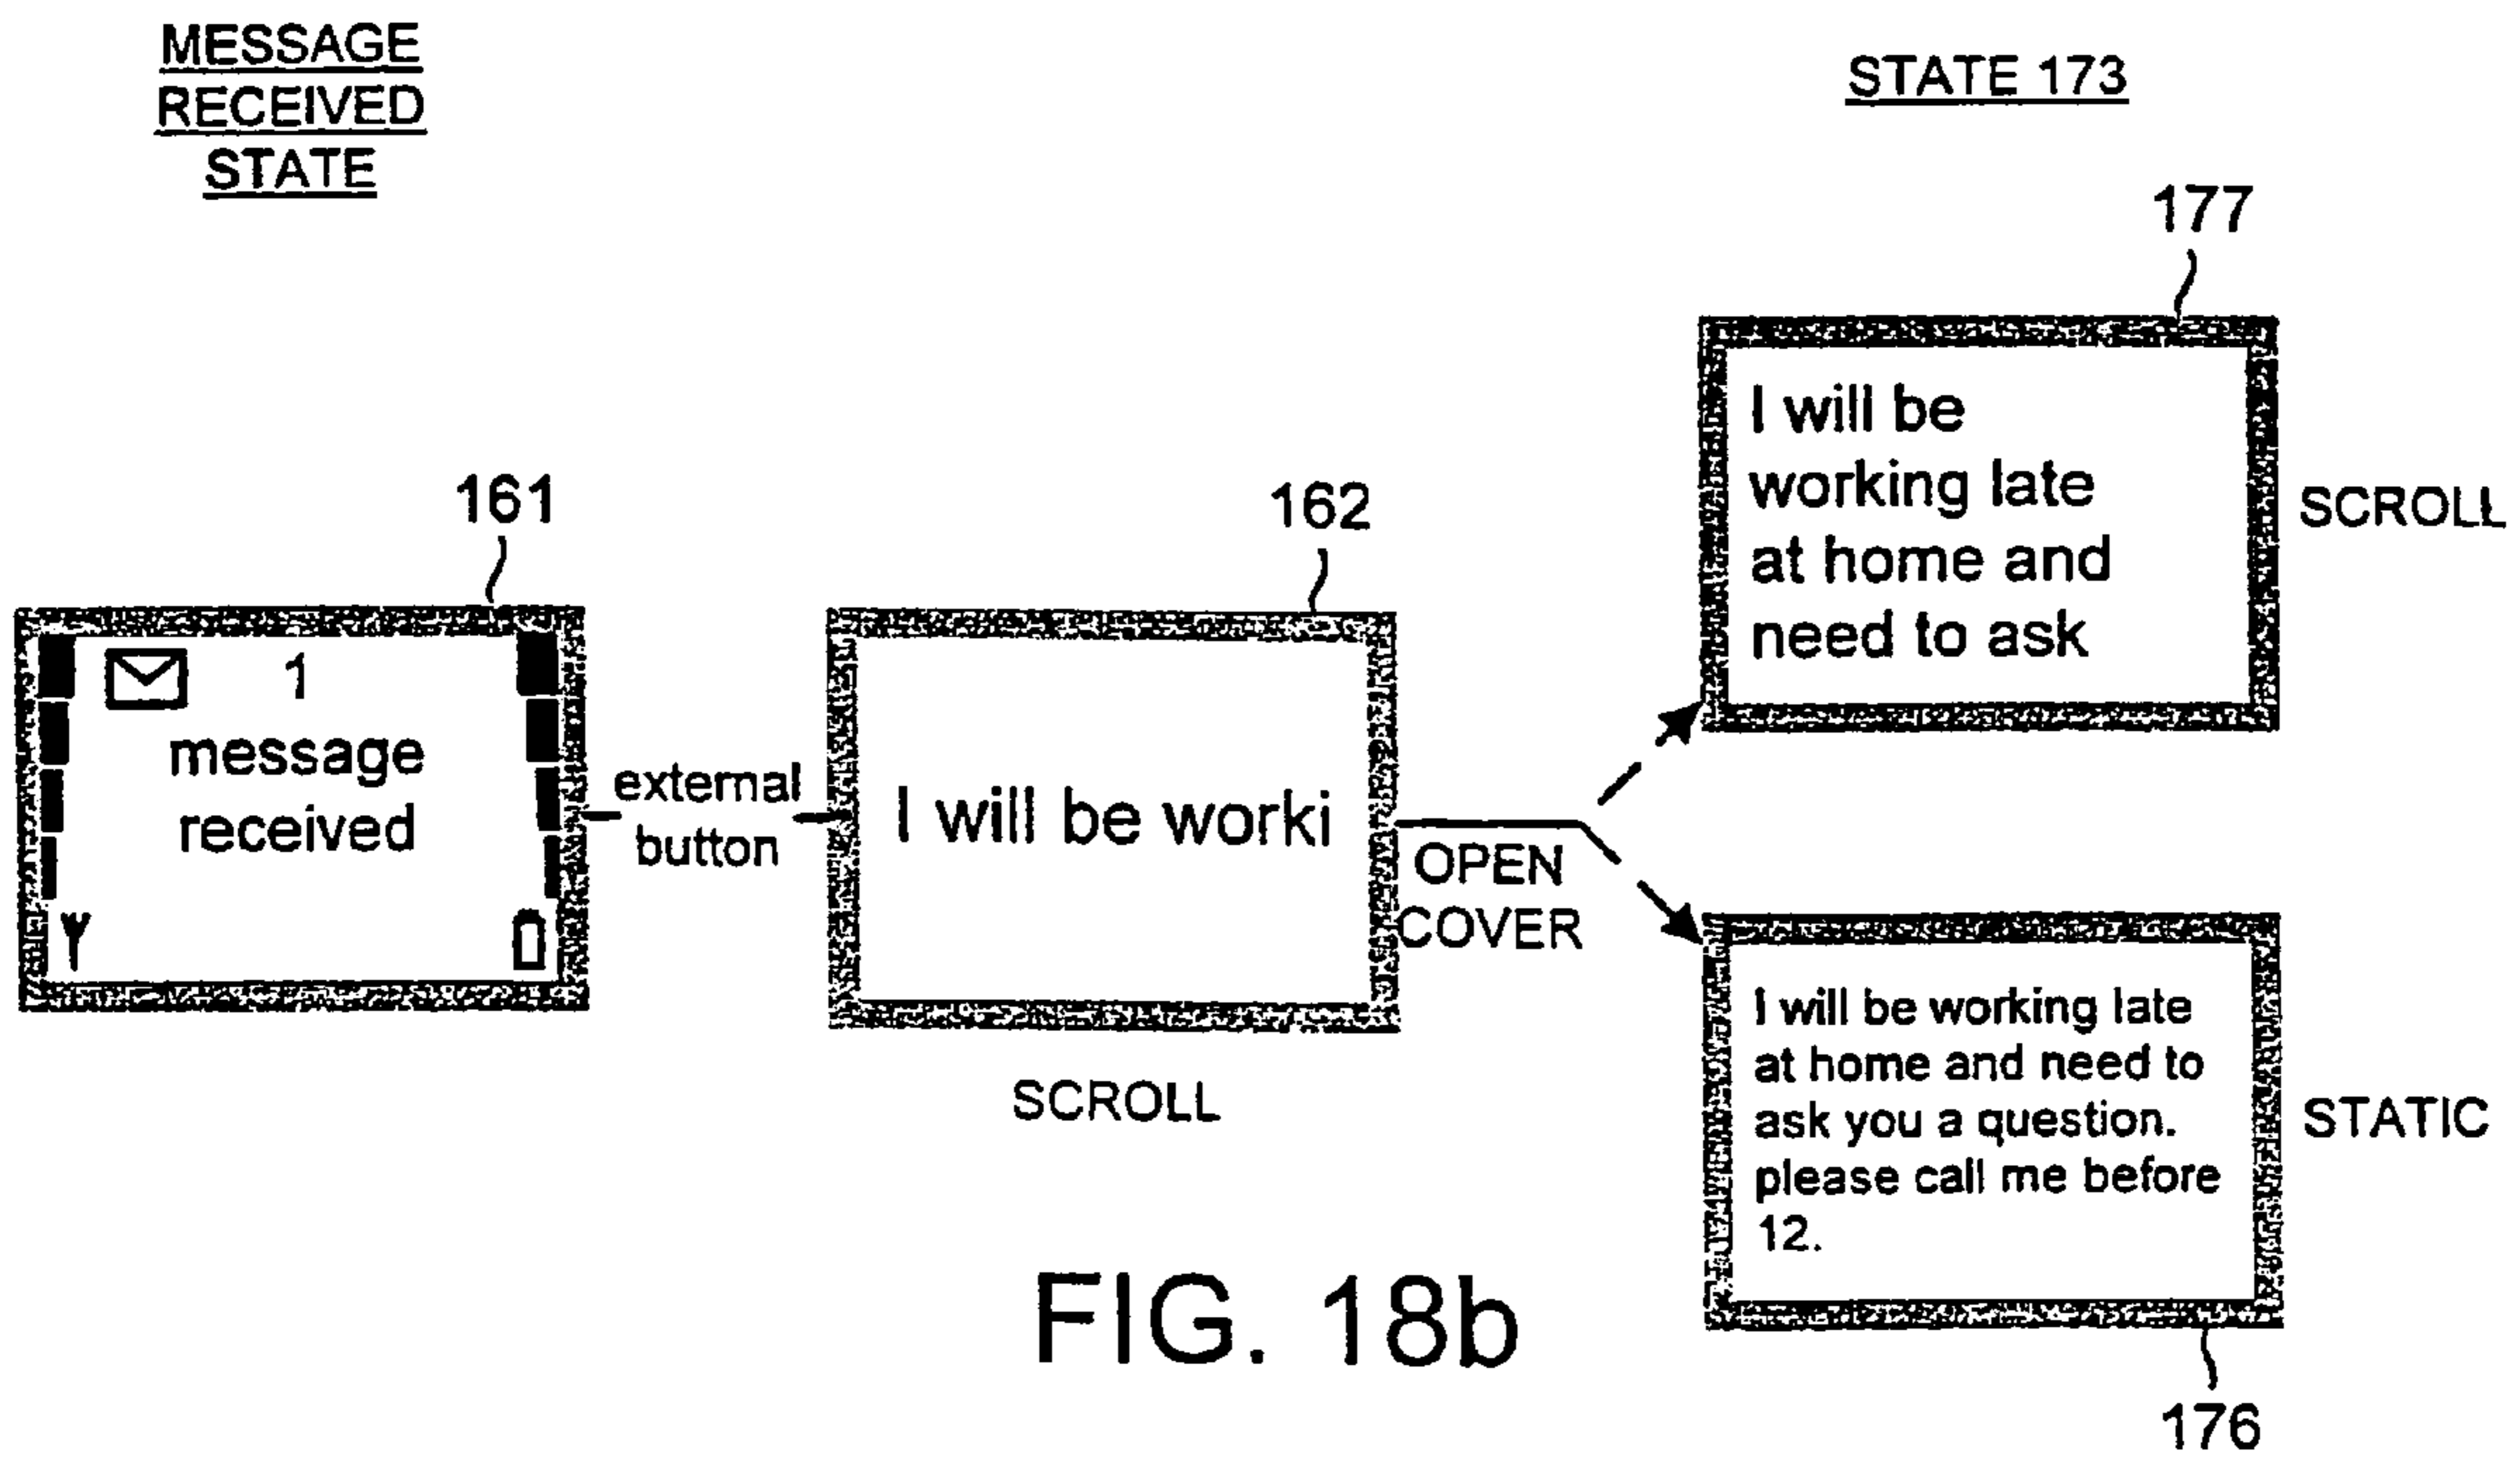 MESSAGE
RECEIVED
STATE
STATE 173
177
I will be
working late
at home and
need to ask
SCROLL
161
1
message
received
external
button
162
I will be worki
SCROLL
OPEN
COVER
I will be working late
at home and need to
ask you a question.
please call me before
12.
STATIC
176
FIG. 18b